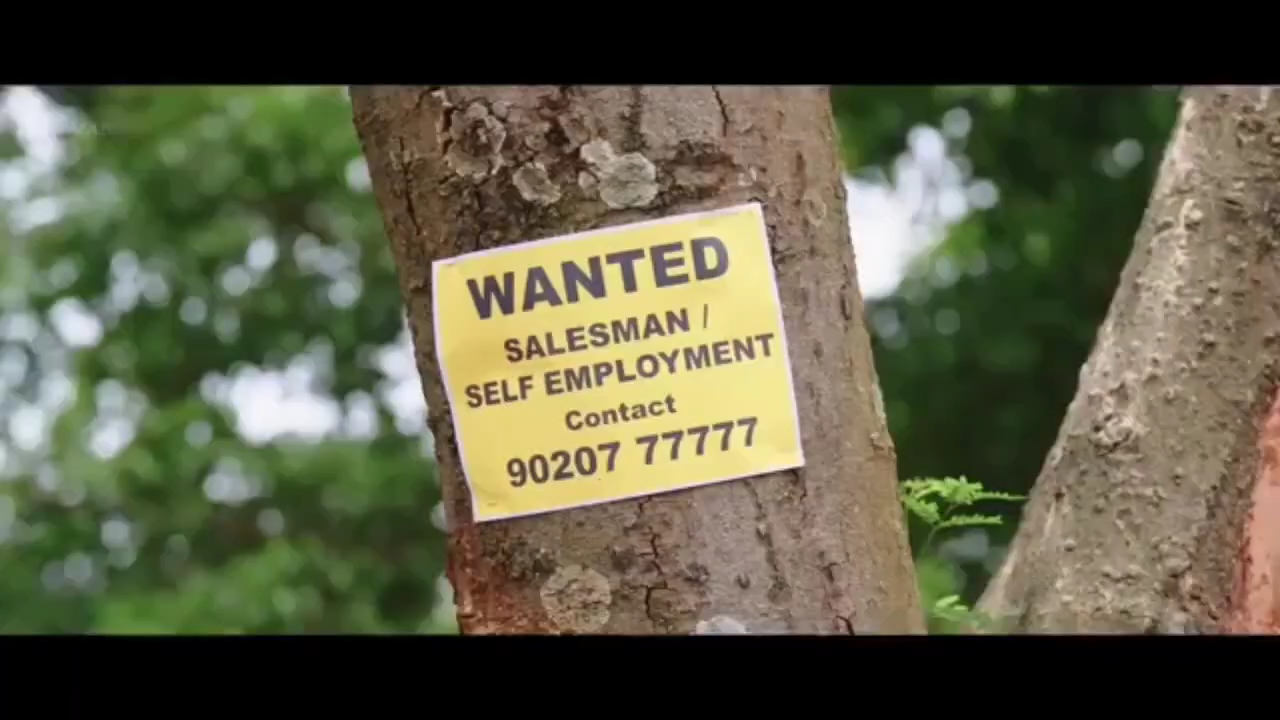 WANTED
SALESMAN /
SELF EMPLOYMENT
Contact
90207 77777